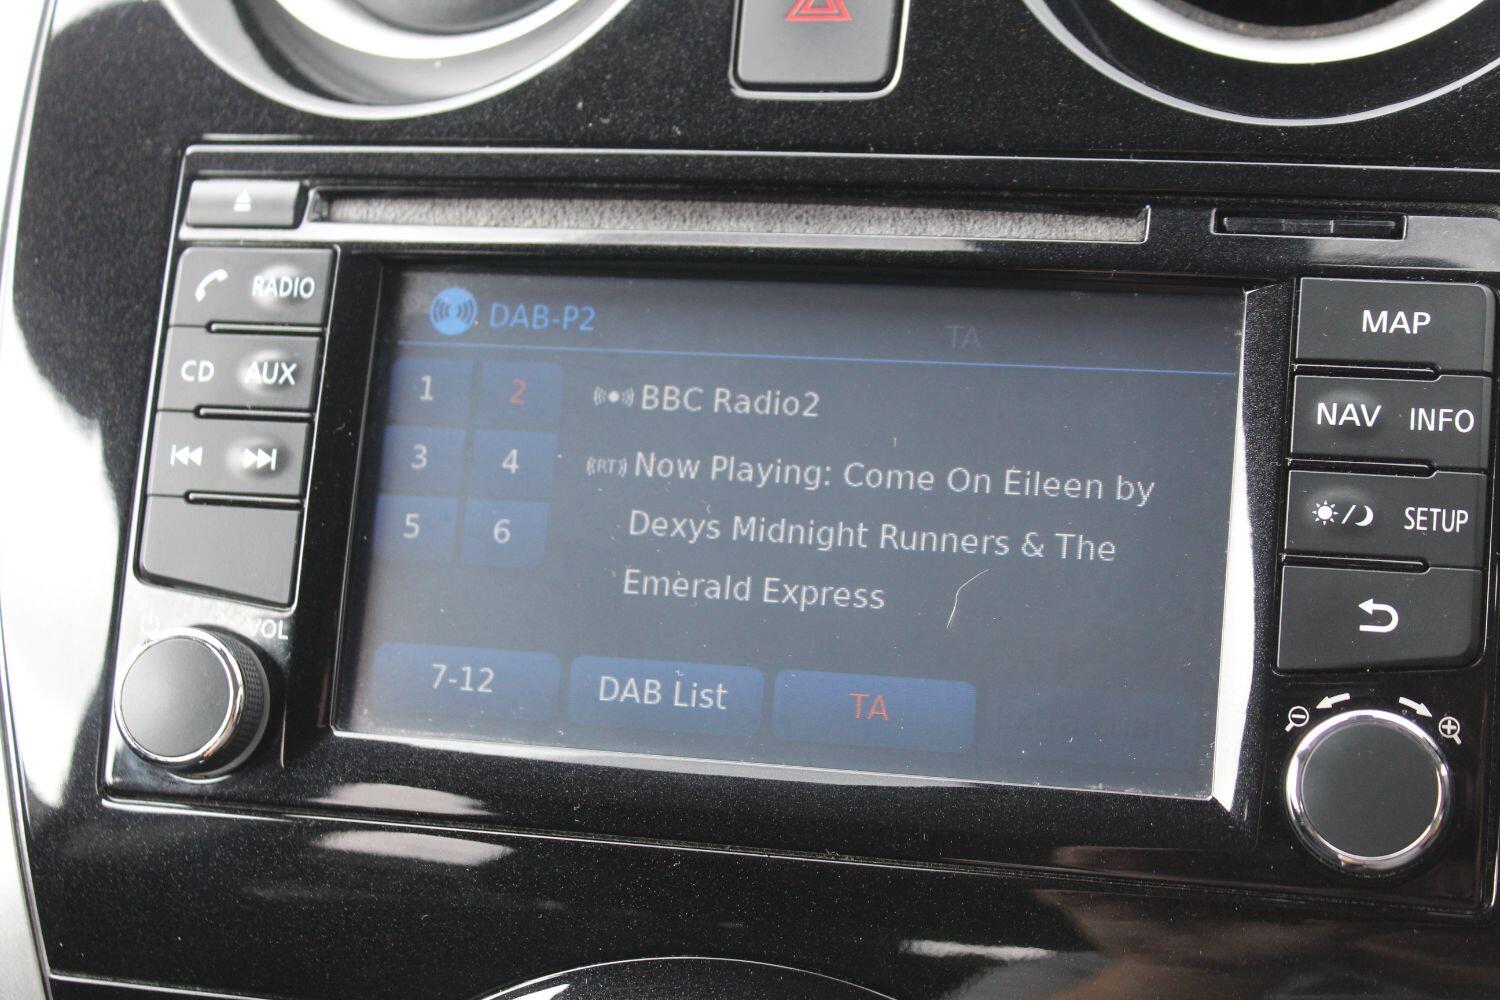 RADIO
CD AUX
VOL
DAB-P2
TA
1 2
3 4
5 6
BBC Radio2
(RT) Now Playing: Come On Eileen by
Dexys Midnight Runners & The
Emerald Express
7-12 DAB List TA
MAP
NAV INFO
SETUP